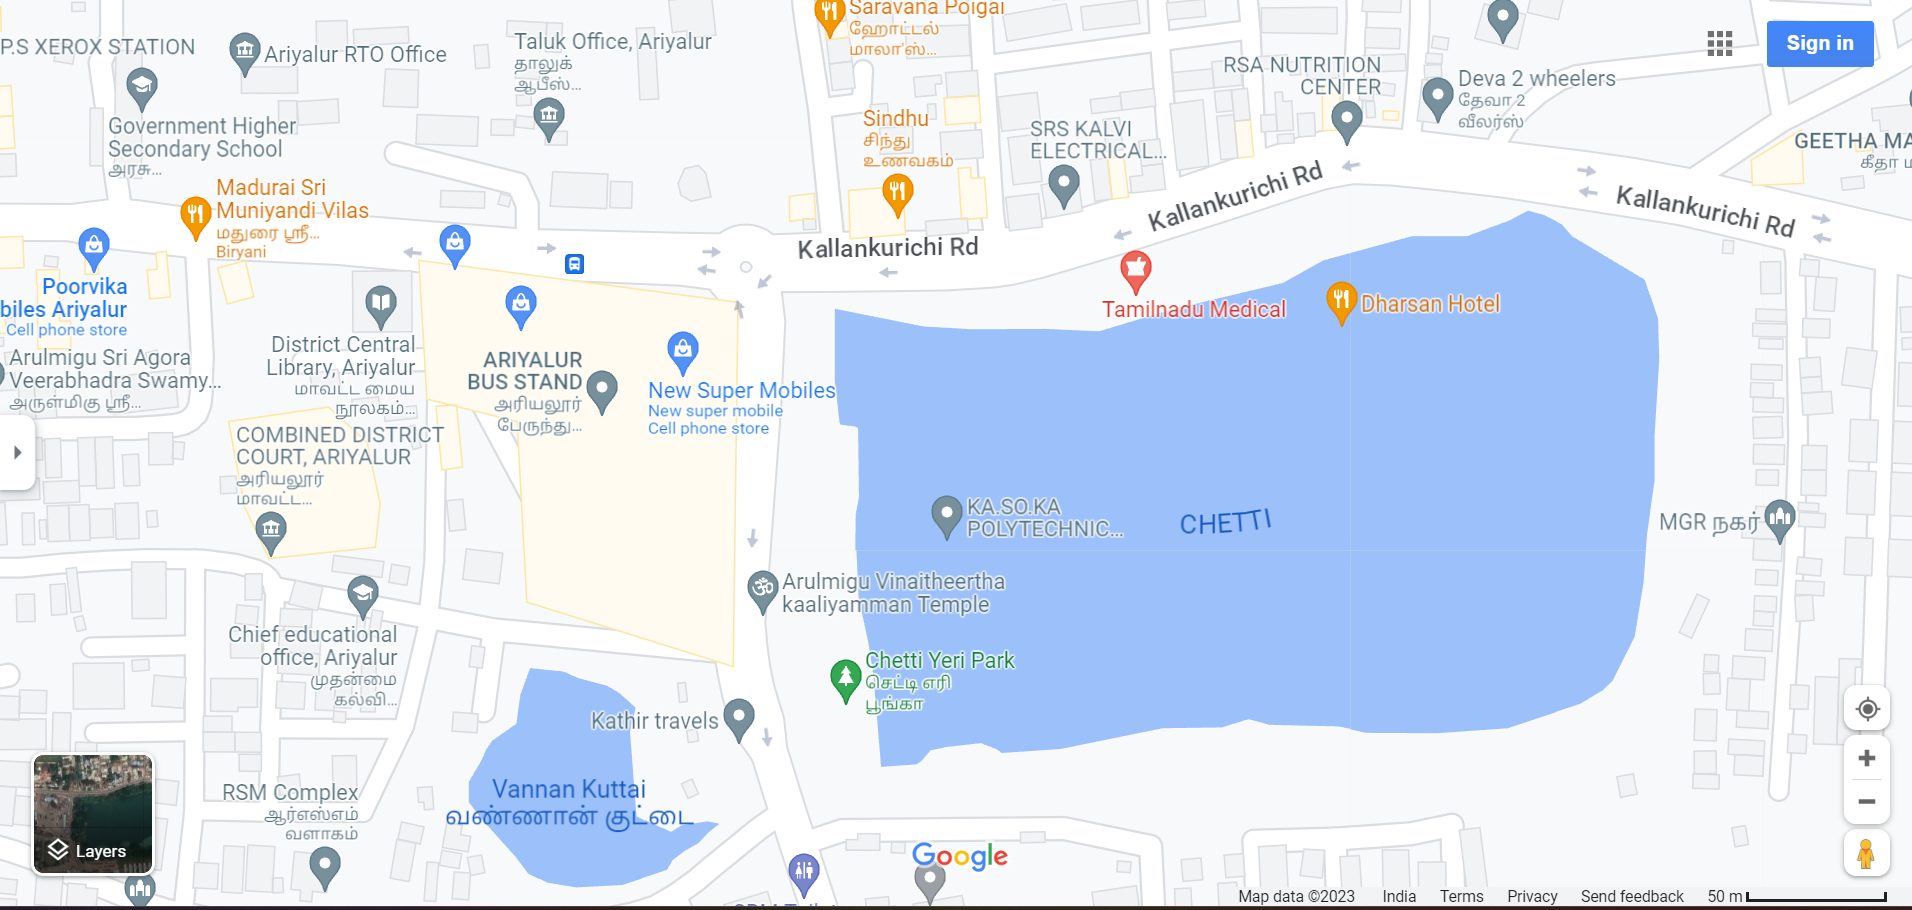 P.S XEROX STATION
Ariyalur RTO Office
Taluk Office, Ariyalur
தாலுக்
ஆபீஸ்...
Saravana Poigai
ஹோட்டல்
மாலா'ஸ்...
Sign in
RSA NUTRITION
CENTER
Deva 2 wheelers
தேவா 2
வீலர்ஸ்
Government Higher
Secondary School
அரசு...
Sindhu
சிந்து
உணவகம்
SRS KALVI
ELECTRICAL...
GEETHA MA
கீதா ம
Madurai Sri
Muniyandi Vilas
மதுரை ஸ்ரீ...
Biryani
Kallankurichi Rd
Kallankurichi Rd
Kallankurichi Rd
Poorvika
biles Ariyalur
Cell phone store
Tamilnadu Medical
Dharsan Hotel
District Central
Library, Ariyalur
மாவட்ட மைய
நூலகம்...
Arulmigu Sri Agora
Veerabhadra Swamy...
அருள்மிகு ஸ்ரீ...
ARIYALUR
BUS STAND
அரியலூர்
பேருந்து...
New Super Mobiles
New super mobile
Cell phone store
COMBINED DISTRICT
COURT, ARIYALUR
அரியலூர்
மாவட்ட...
KA.SO.KA
POLYTECHNIC...
CHETTI
MGR நகர்
Arulmigu Vinaitheertha
kaaliyamman Temple
Chief educational
office, Ariyalur
முதன்மை
கல்வி...
Chetti Yeri Park
செட்டி எரி
பூங்கா
Kathir travels
Vannan Kuttai
வண்ணான் குட்டை
RSM Complex
ஆர்எஸ்எம்
வளாகம்
Layers
Google
Map data ©2023 India Terms Privacy Send feedback 50 m